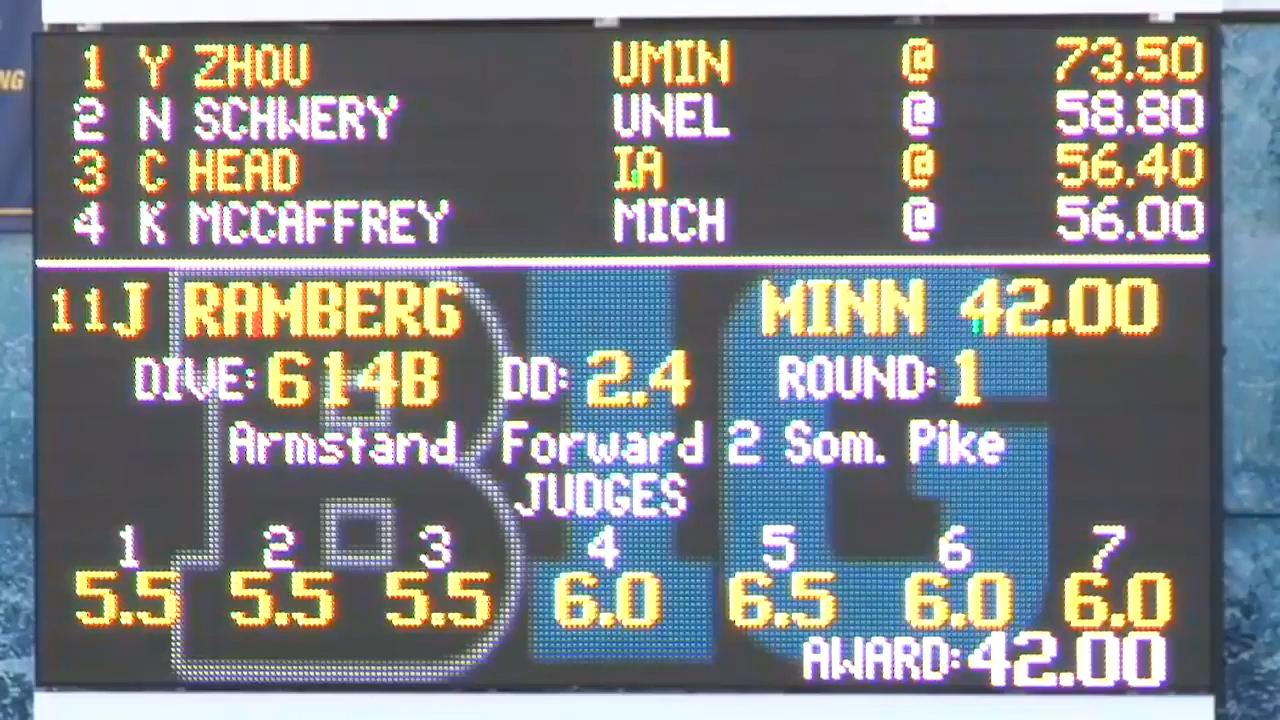 1 Y ZHOU UMIN @ 73.50
2 N SCHWERY UNEL @ 58.80
NG
3 C HEAD IA @ 56.40
4 K MCCAFFREY MICH @ 56.00
11 J RAMBERG MINN 42.00
DIVE: 614B DD: 2.4 ROUND: 1
Armstand Forward 2 Som. Pike
JUDGES
1 2 3 4 5 6 7
5.5 5.5 5.5 6.0 6.5 6.0 6.0
AWARD: 42.00
BIG